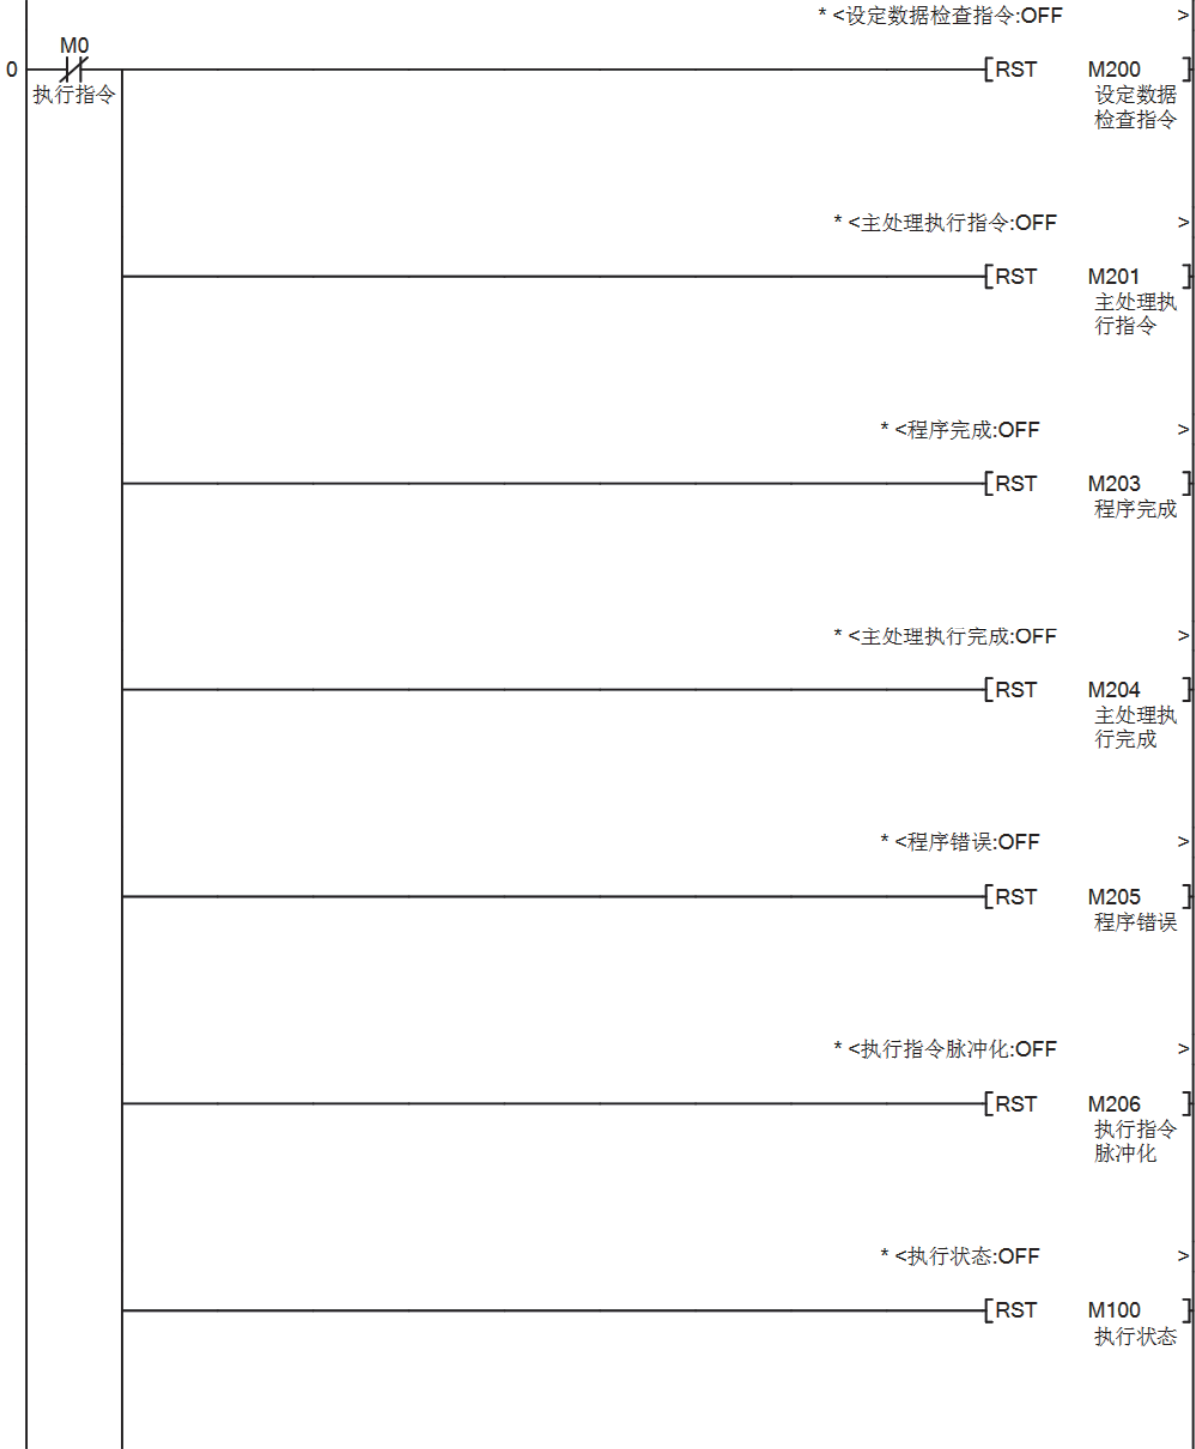 * <设定数据检查指令:OFF >
M0
0
[RST M200 ]
执行指令
设定数据
检查指令
* <主处理执行指令:OFF >
[RST M201 ]
主处理执
行指令
* <程序完成:OFF >
[RST M203 ]
程序完成
* <主处理执行完成:OFF >
[RST M204 ]
主处理执
行完成
* <程序错误:OFF >
[RST M205 ]
程序错误
* <执行指令脉冲化:OFF >
[RST M206 ]
执行指令
脉冲化
* <执行状态:OFF >
[RST M100 ]
执行状态